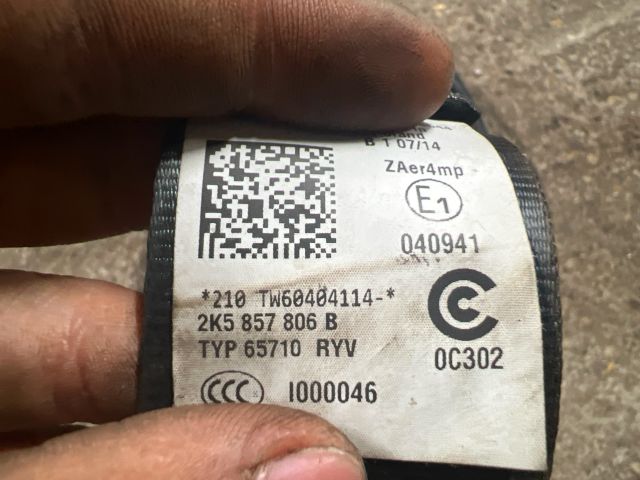 B 1 07/14
ZAer4mp
E1
040941
*210 TW60404114-*
2K5 857 806 B
TYP 65710 RYV
0C302
CCC I000046